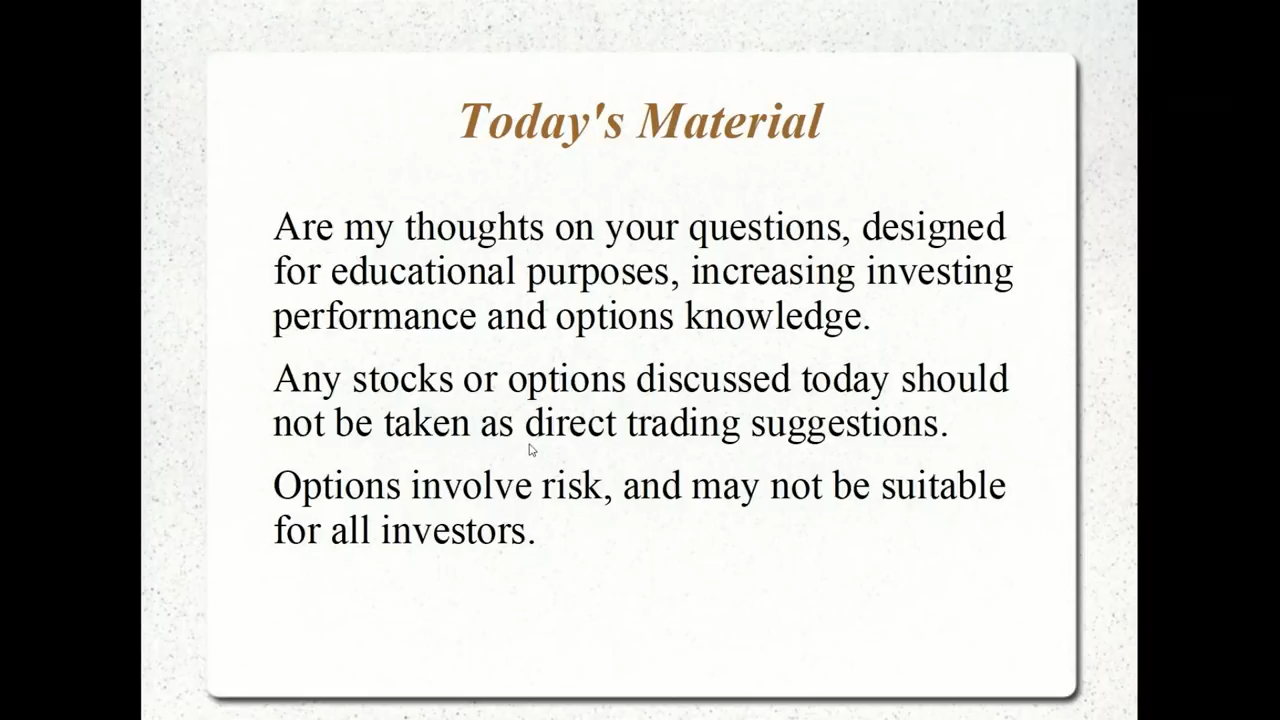 Today's Material
Are my thoughts on your questions, designed
for educational purposes, increasing investing
performance and options knowledge.
Any stocks or options discussed today should
not be taken as direct trading suggestions.
Options involve risk, and may not be suitable
for all investors.